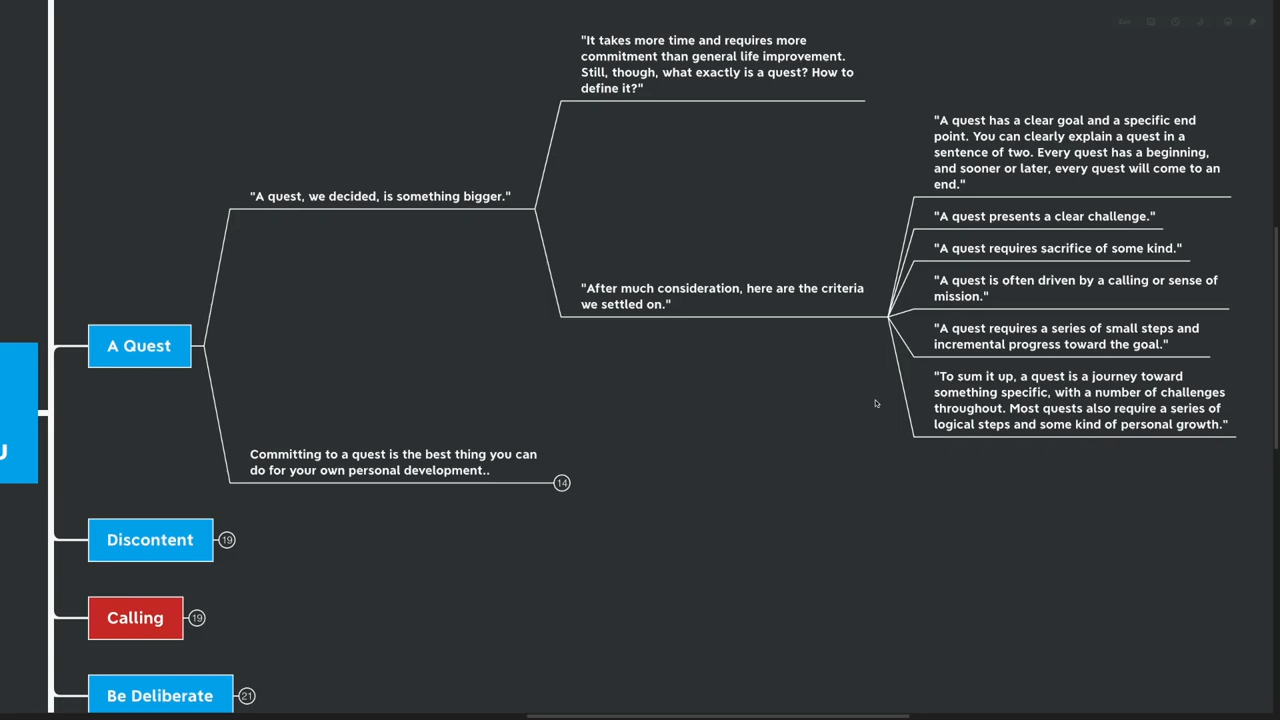 "It takes more time and requires more
commitment than general life improvement.
Still, though, what exactly is a quest? How to
define it?"
"A quest has a clear goal and a specific end
point. You can clearly explain a quest in a
sentence of two. Every quest has a beginning,
and sooner or later, every quest will come to an
end."
"A quest, we decided, is something bigger."
"A quest presents a clear challenge."
"A quest requires sacrifice of some kind."
"After much consideration, here are the criteria
we settled on."
"A quest is often driven by a calling or sense of
mission."
"A quest requires a series of small steps and
incremental progress toward the goal."
A Quest
"To sum it up, a quest is a journey toward
something specific, with a number of challenges
throughout. Most quests also require a series of
logical steps and some kind of personal growth."
Committing to a quest is the best thing you can
do for your own personal development..
14
Discontent
19
Calling
19
Be Deliberate
21